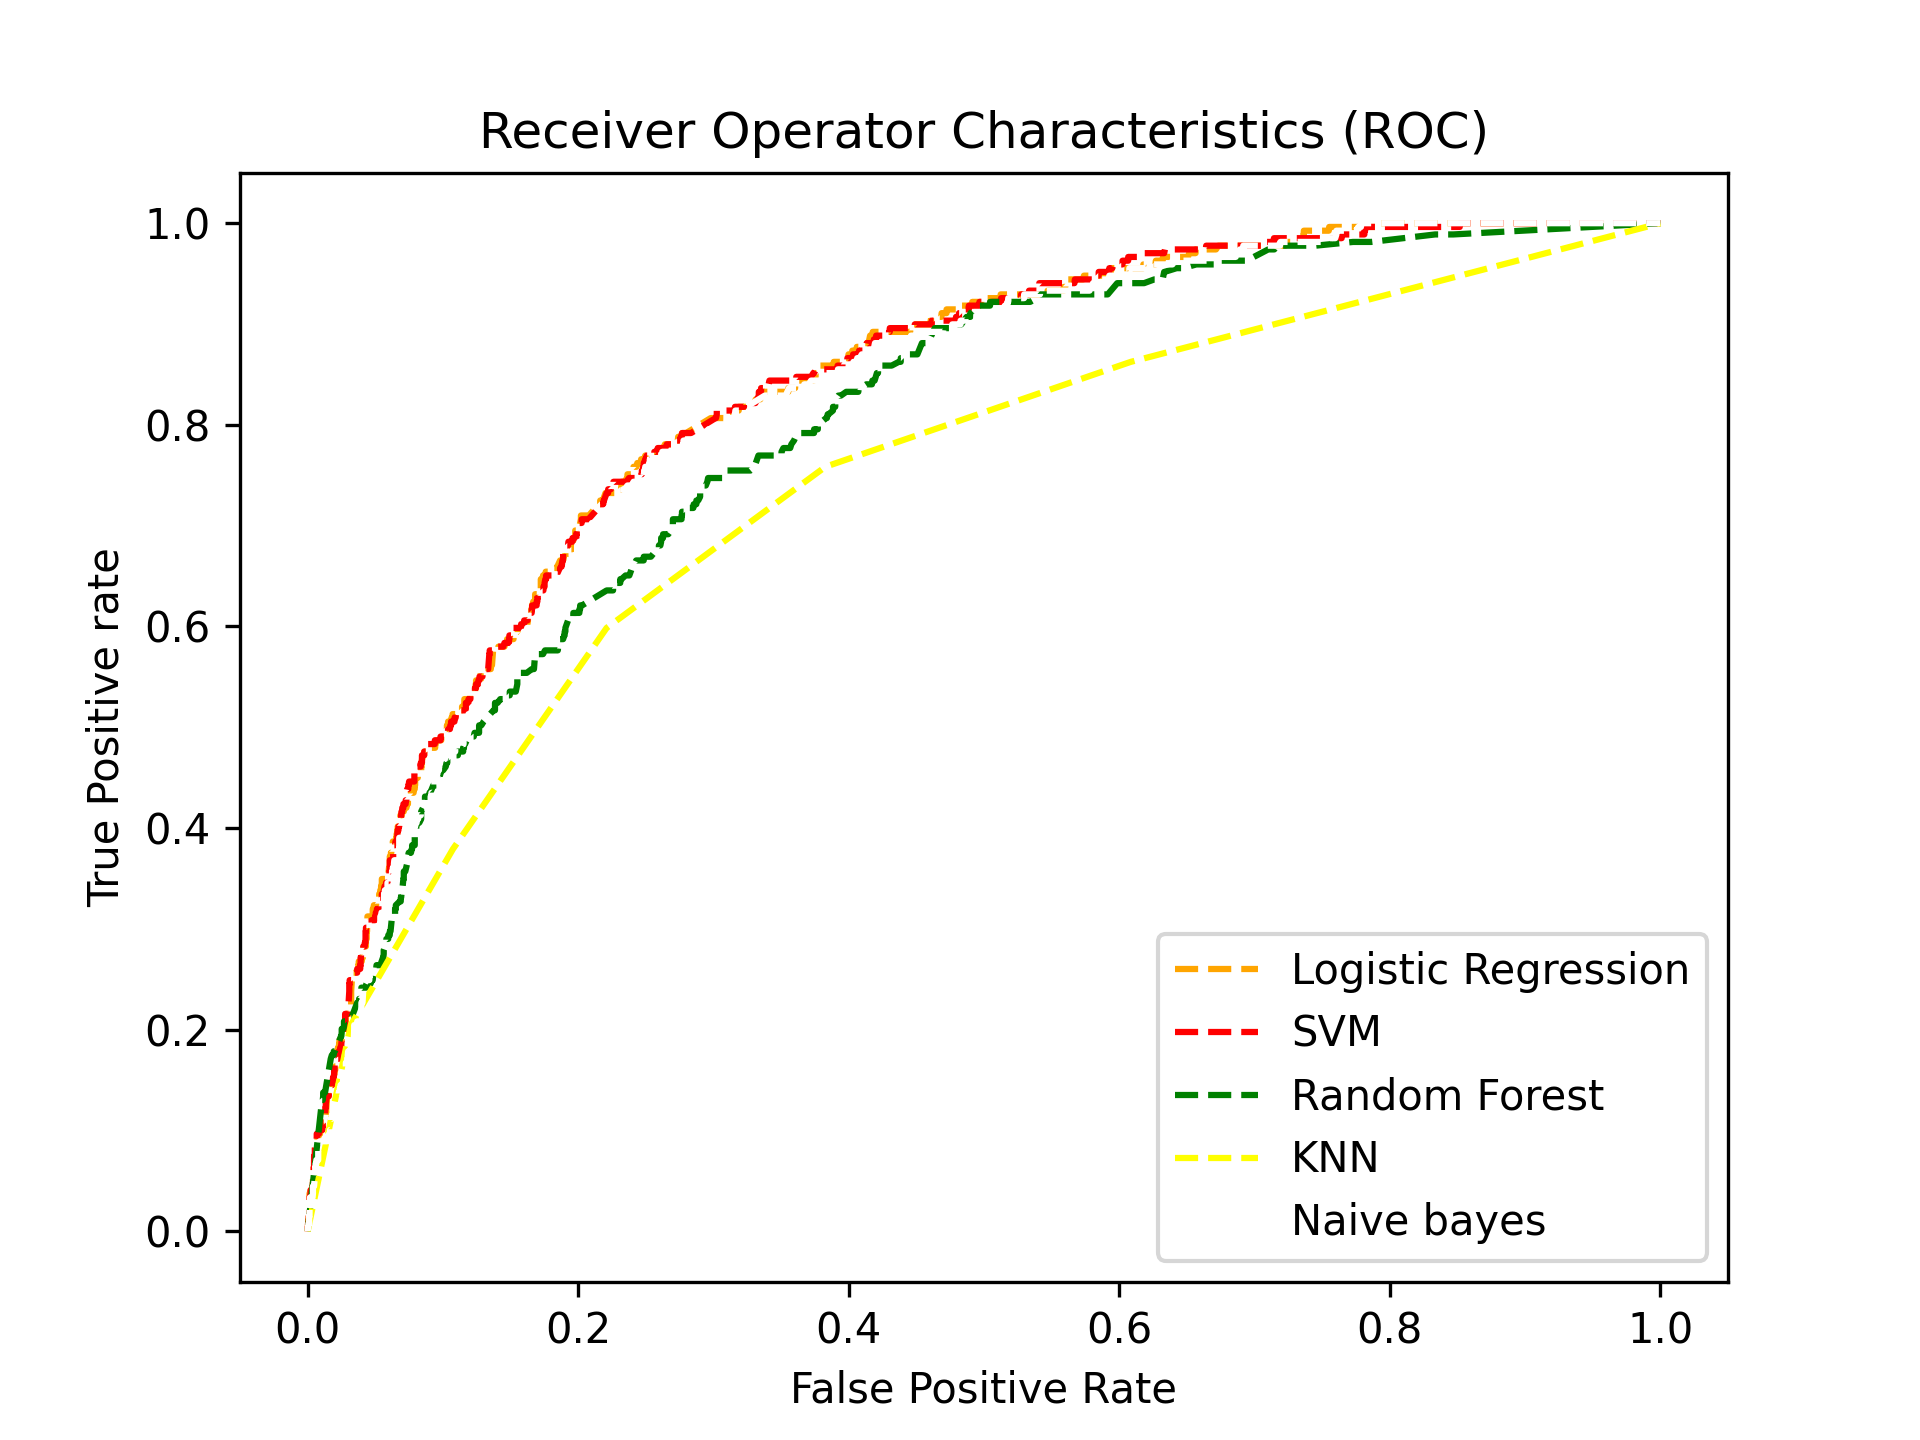 Receiver Operator Characteristics (ROC)
True Positive rate
1.0
0.8
0.6
0.4
0.2
0.0
Logistic Regression
SVM
Random Forest
KNN
Naive bayes
0.0 0.2 0.4 0.6 0.8 1.0
False Positive Rate